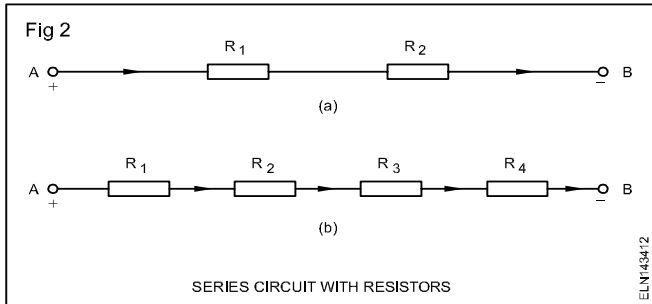 Fig 2
R1 R2
A B
+ –
(a)
R1 R2 R3 R4
A B
+ –
(b)
SERIES CIRCUIT WITH RESISTORS
ELN143412